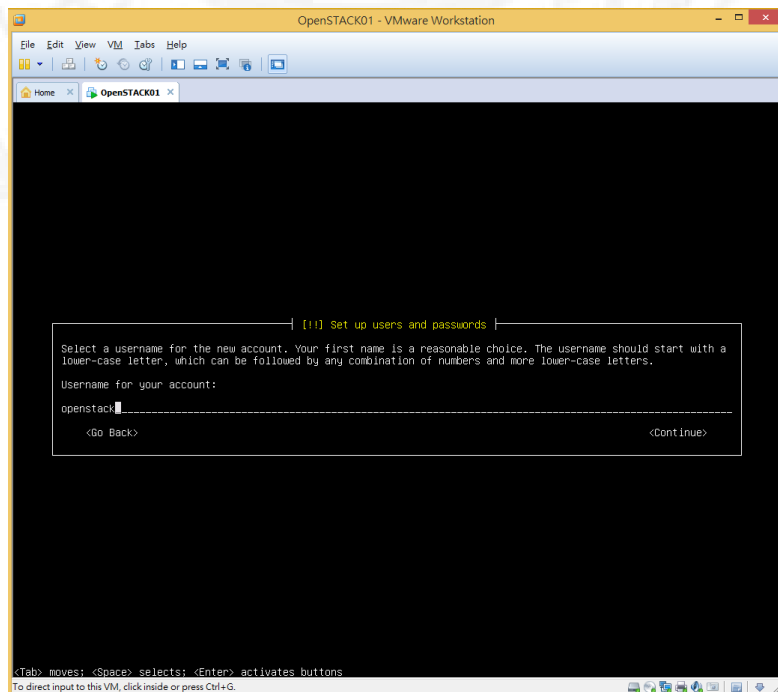 OpenSTACK01 - VMware Workstation
File Edit View VM Tabs Help
Home OpenSTACK01
[!!] Set up users and passwords
Select a username for the new account. Your first name is a reasonable choice. The username should start with a
lower-case letter, which can be followed by any combination of numbers and more lower-case letters.
Username for your account:
openstack
<Go Back> <Continue>
<Tab> moves; <Space> selects; <Enter> activates buttons
To direct input to this VM, click inside or press Ctrl+G.